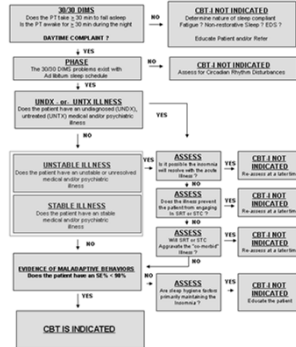 30/30 DIMS
Does the PT take > 30 min to fall asleep
Is PT awake for > 30 min during the night
DAYTIME COMPLAINT ?
NO
CBT-I NOT INDICATED
Determine nature of sleep compliant
Fatigue ? Non-restorative Sleep ? EDS ?
Educate Patient and/or Refer
YES
PHASE
The 30/30 DIMS problems exist with
Ad libitum sleep schedule
NO
CBT-I NOT INDICATED
Assess for Circadian Rhythm Disturbances
YES
UNDX - or- UNTX ILLNESS
Does the patient have an undiagnosed (UNDX),
untreated (UNTX) medical and/or psychiatric
illness
YES
NO
UNSTABLE ILLNESS
Does the patient have an unstable or unresolved
medical and/or psychiatric
illness
YES
ASSESS
Is it possible the insomnia
will resolve with the acute
illness ?
YES
CBT-I NOT
INDICATED
Re-assess at a later time
NO
STABLE ILLNESS
Does the patient have an stable
medical and/or psychiatric
illness
ASSESS
Does the illness prevent
the patient from engaging
in SRT or STC ?
YES
CBT-I NOT
INDICATED
Re-assess at a later time
NO
ASSESS
Will SRT or STC
Aggravate the "co-morbid"
illness ?
YES
CBT-I NOT
INDICATED
Re-assess at a later time
NO
NO
EVIDENCE OF MALADAPTIVE BEHAVIORS
Does the patient have an SE% < 90%
NO
ASSESS
Are sleep hygiene factors
primarily maintaining the
insomnia ?
YES
CBT-I NOT
INDICATED
Educate the patient
YES
CBT IS INDICATED